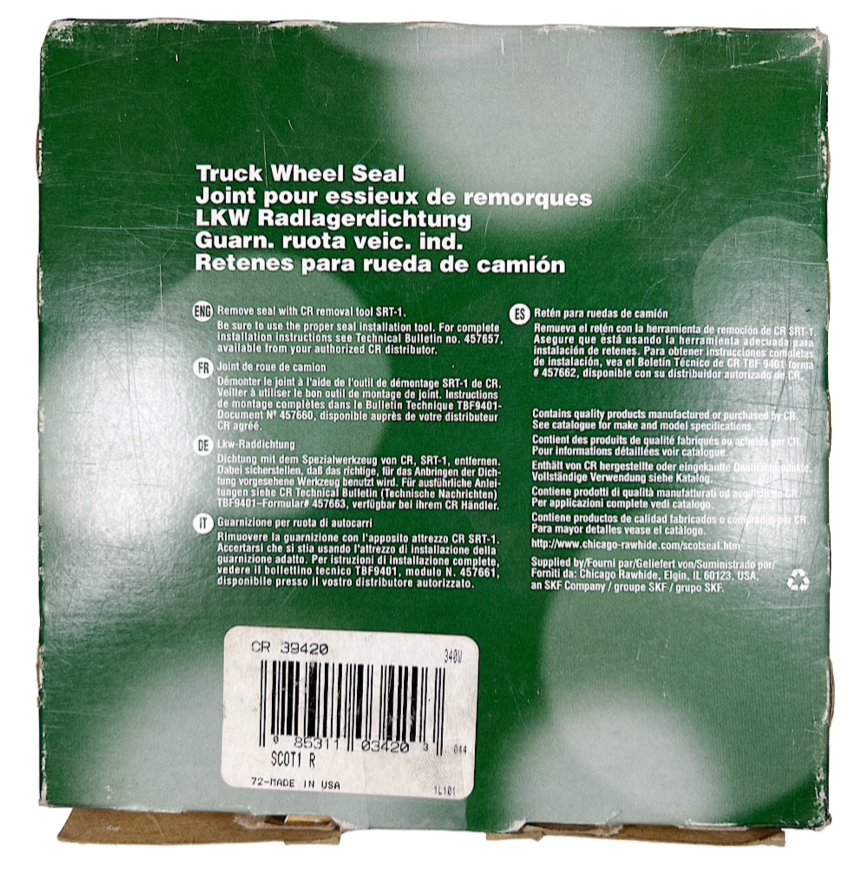 Truck Wheel Seal
Joint pour essieux de remorques
LKW Radlagerdichtung
Guarn. ruota veic. ind.
Retenes para rueda de camión
ENG Remove seal with CR removal tool SRT-1.
Be sure to use the proper seal installation tool. For complete
installation instructions see Technical Bulletin no. 457657,
available from your authorized CR distributor.
FR Joint de roue de camion
Démonter le joint à l'aide de l'outil de démontage SRT-1 de CR.
Veiller à utiliser le bon outil de montage de joint. Instructions
de montage complètes dans le Bulletin Technique TBF9401-
Document Nº 457660, disponible auprès de votre distributeur
CR agréé.
DE Lkw-Raddichtung
Dichtung mit dem Spezialwerkzeug von CR, SRT-1, entfernen.
Dabei sicherstellen, daß das richtige, für das Anbringen der Dich-
tung vorgesehene Werkzeug benutzt wird. Für ausführliche Anlei-
tungen siehe CR Technical Bulletin (Technische Nachrichten)
TBF9401-Formular# 457663, verfügbar bei ihrem CR Händler.
IT Guarnizione per ruota di autocarri
Rimuovere la guarnizione con l'apposito attrezzo CR SRT-1.
Accertarsi che si stia usando l'attrezzo di installazione della
guarnizione adatto. Per istruzioni di installazione complete,
vedere il bollettino tecnico TBF9401, modulo N. 457661,
disponibile presso il vostro distributore autorizzato.
ES Retén para ruedas de camión
Remueva el retén con la herramienta de remoción de CR SRT-1.
Asegure que está usando la herramienta adecuada para
instalación de retenes. Para obtener instrucciones completas
de instalación, vea el Boletín Técnico de CR TBF 9401 forma
# 457662, disponible con su distribuidor autorizado de CR.
Contains quality products manufactured or purchased by CR.
See catalogue for make and model specifications.
Contient des produits de qualité fabriqués ou achetés par CR.
Pour informations détaillées voir catalogue.
Enthält von CR hergestellte oder eingekaufte Qualitätsprodukte.
Vollständige Verwendung siehe Katalog.
Contiene prodotti di qualità manufatturati od acquistati da CR.
Per applicazioni complete vedi catalogo.
Contiene productos de calidad fabricados o comprados por CR.
Para mayor detalles vease el catàlogo.
http://www.chicago-rawhide.com/scotseal.htm
Supplied by/Fourni par/Geliefert von/Suministrado por/
Forniti da: Chicago Rawhide, Elgin, IL 60123, USA.
an SKF Company / groupe SKF / grupo SKF.
CR 39420
340W
0 85311 03420 3
044
SCOT1 R
72-MADE IN USA
1L101